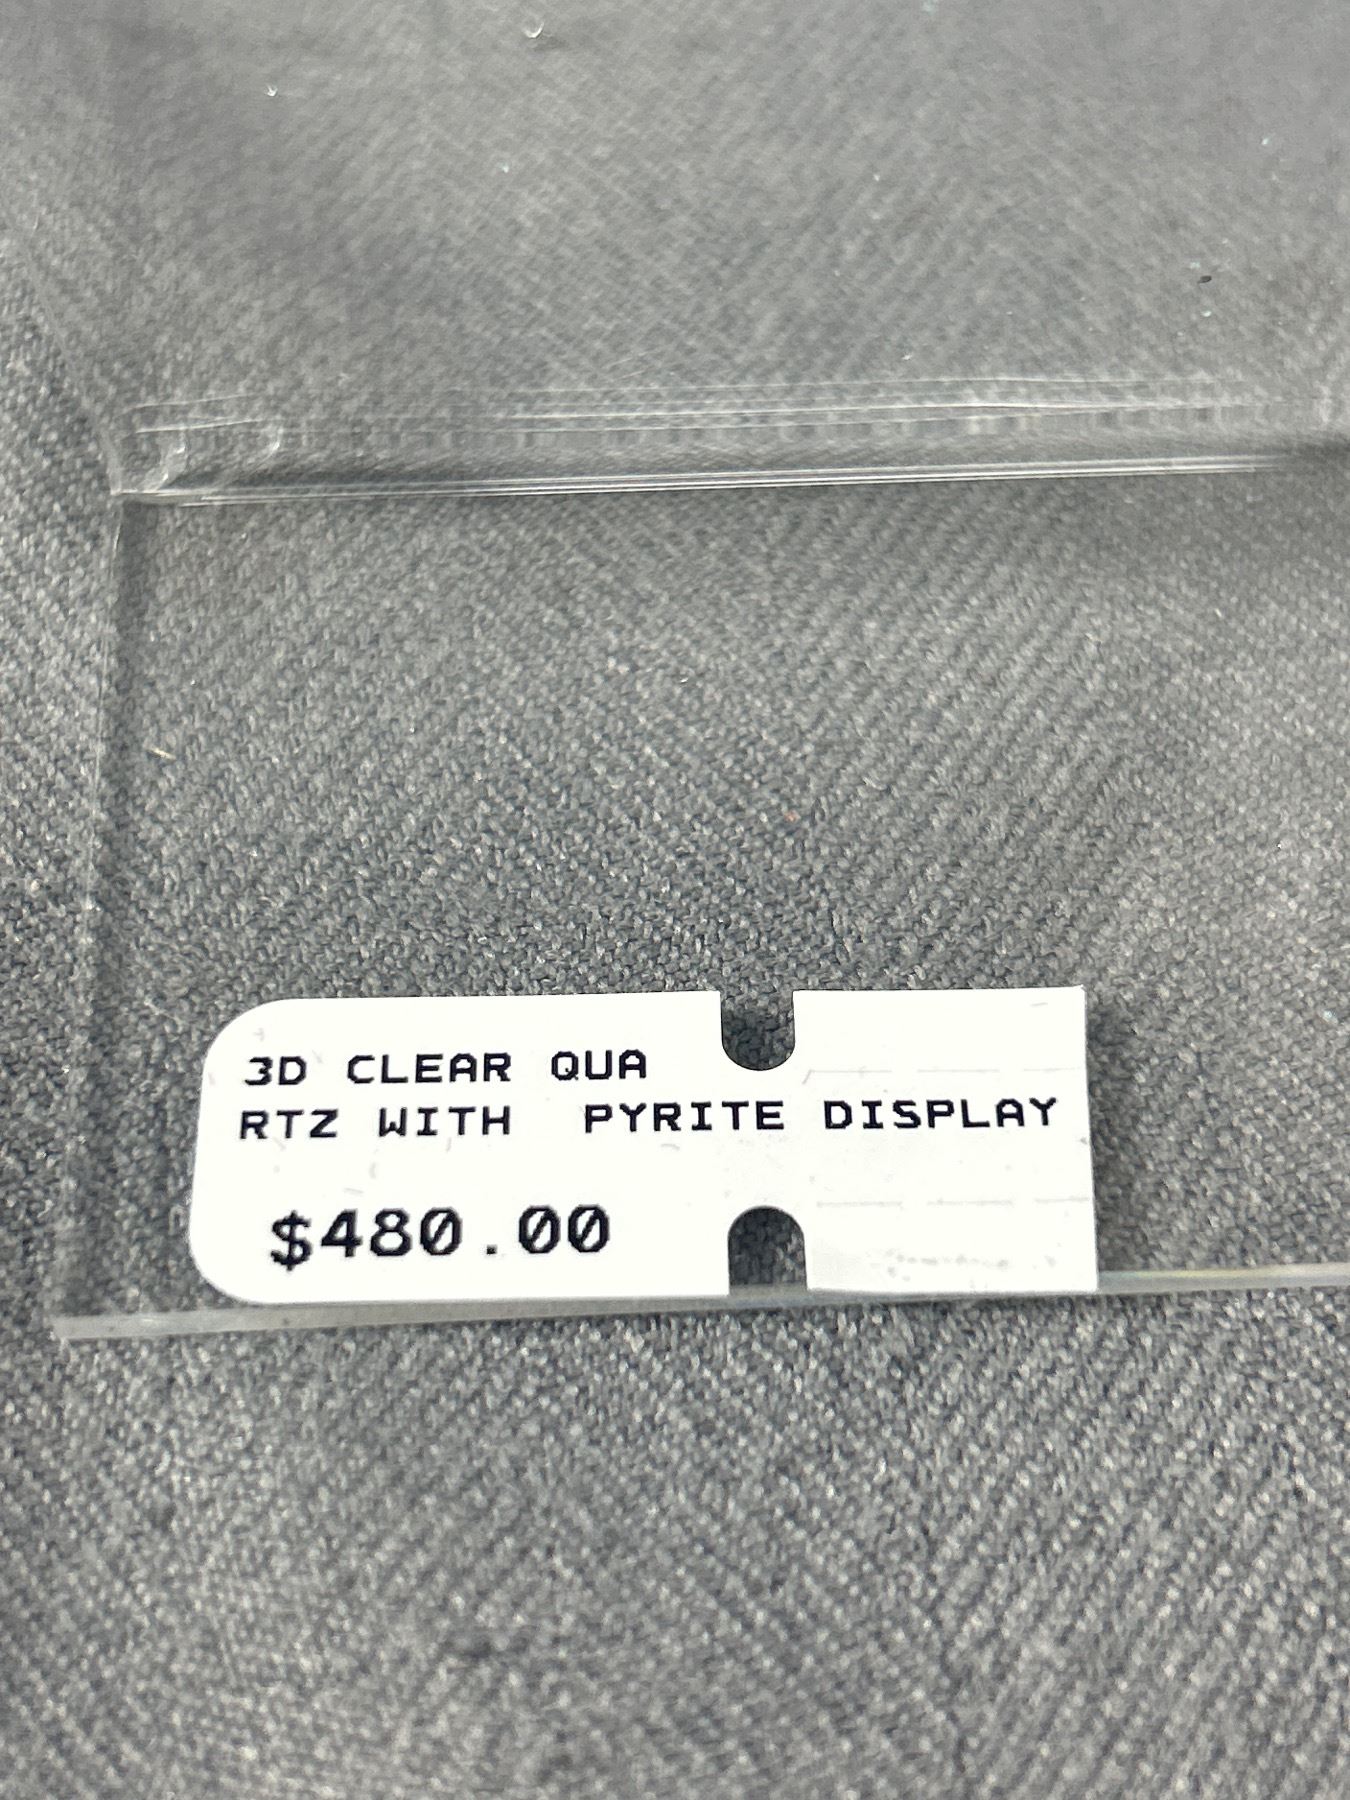 3D CLEAR QUA
RTZ WITH  PYRITE DISPLAY
$480.00